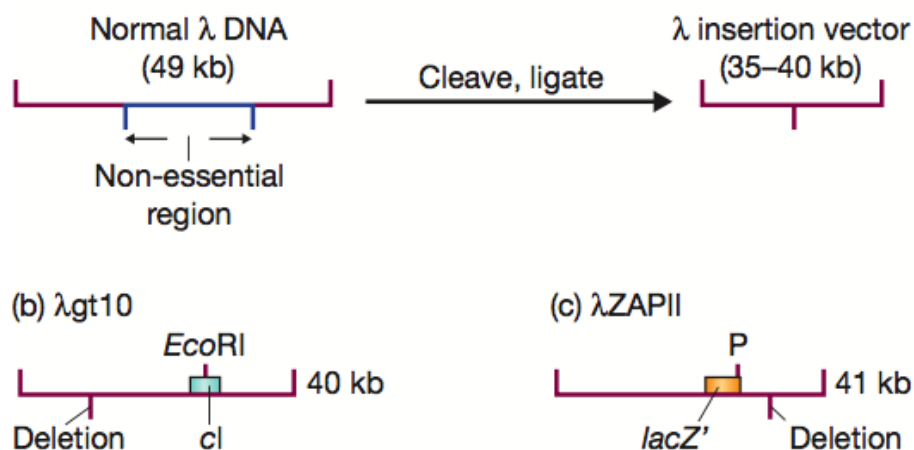 Normal λ DNA
(49 kb)
Cleave, ligate
λ insertion vector
(35–40 kb)
Non-essential
region
(b) λgt10
EcoRI
40 kb
Deletion
cI
(c) λZAPII
P
41 kb
lacZ'
Deletion